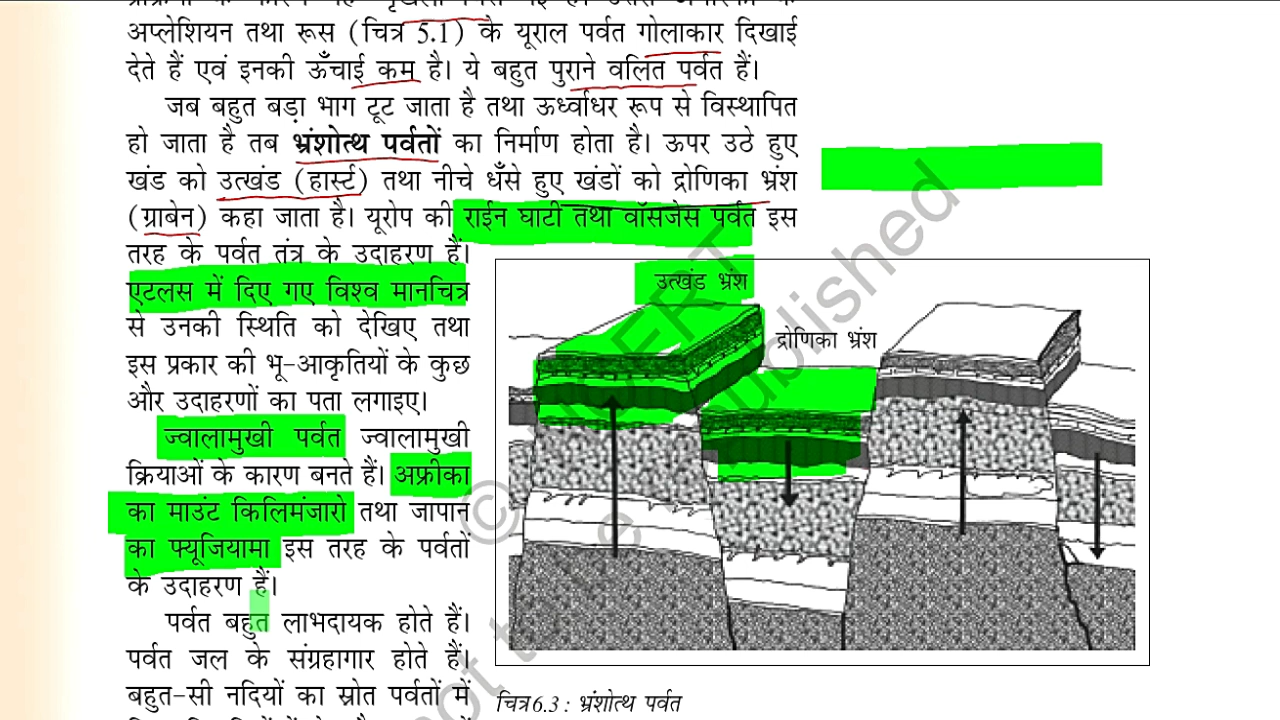 अप्लेशियन तथा रूस (चित्र 5.1) के यूराल पर्वत गोलाकार दिखाई
देते हैं एवं इनकी ऊँचाई कम है। ये बहुत पुराने वलित पर्वत हैं।
जब बहुत बड़ा भाग टूट जाता है तथा ऊर्ध्वाधर रूप से विस्थापित
हो जाता है तब भ्रंशोत्थ पर्वतों का निर्माण होता है। ऊपर उठे हुए
खंड को उत्खंड (हार्स्ट) तथा नीचे धँसे हुए खंडों को द्रोणिका भ्रंश
(ग्राबेन) कहा जाता है। यूरोप की राईन घाटी तथा वॉसजेस पर्वत इस
तरह के पर्वत तंत्र के उदाहरण हैं।
एटलस में दिए गए विश्व मानचित्र
से उनकी स्थिति को देखिए तथा
इस प्रकार की भू-आकृतियों के कुछ
और उदाहरणों का पता लगाइए।
ज्वालामुखी पर्वत ज्वालामुखी
क्रियाओं के कारण बनते हैं। अफ्रीका
का माउंट किलिमंजारो तथा जापान
का फ्यूजियामा इस तरह के पर्वतों
के उदाहरण हैं।
पर्वत बहुत लाभदायक होते हैं।
पर्वत जल के संग्रहागार होते हैं।
बहुत-सी नदियों का स्रोत पर्वतों में
उत्खंड भ्रंश
द्रोणिका भ्रंश
चित्र 6.3 : भ्रंशोत्थ पर्वत